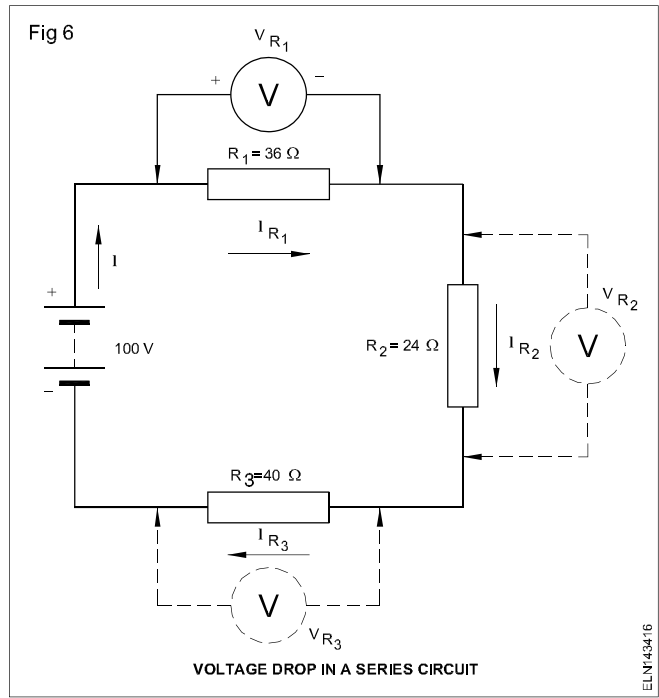 Fig 6
V R1
+ −
V
R1 = 36 Ω
I R1
I
+
100 V
−
R2 = 24 Ω
I R2
V R2
V
R3=40 Ω
I R3
V
V R3
VOLTAGE DROP IN A SERIES CIRCUIT
ELN143416